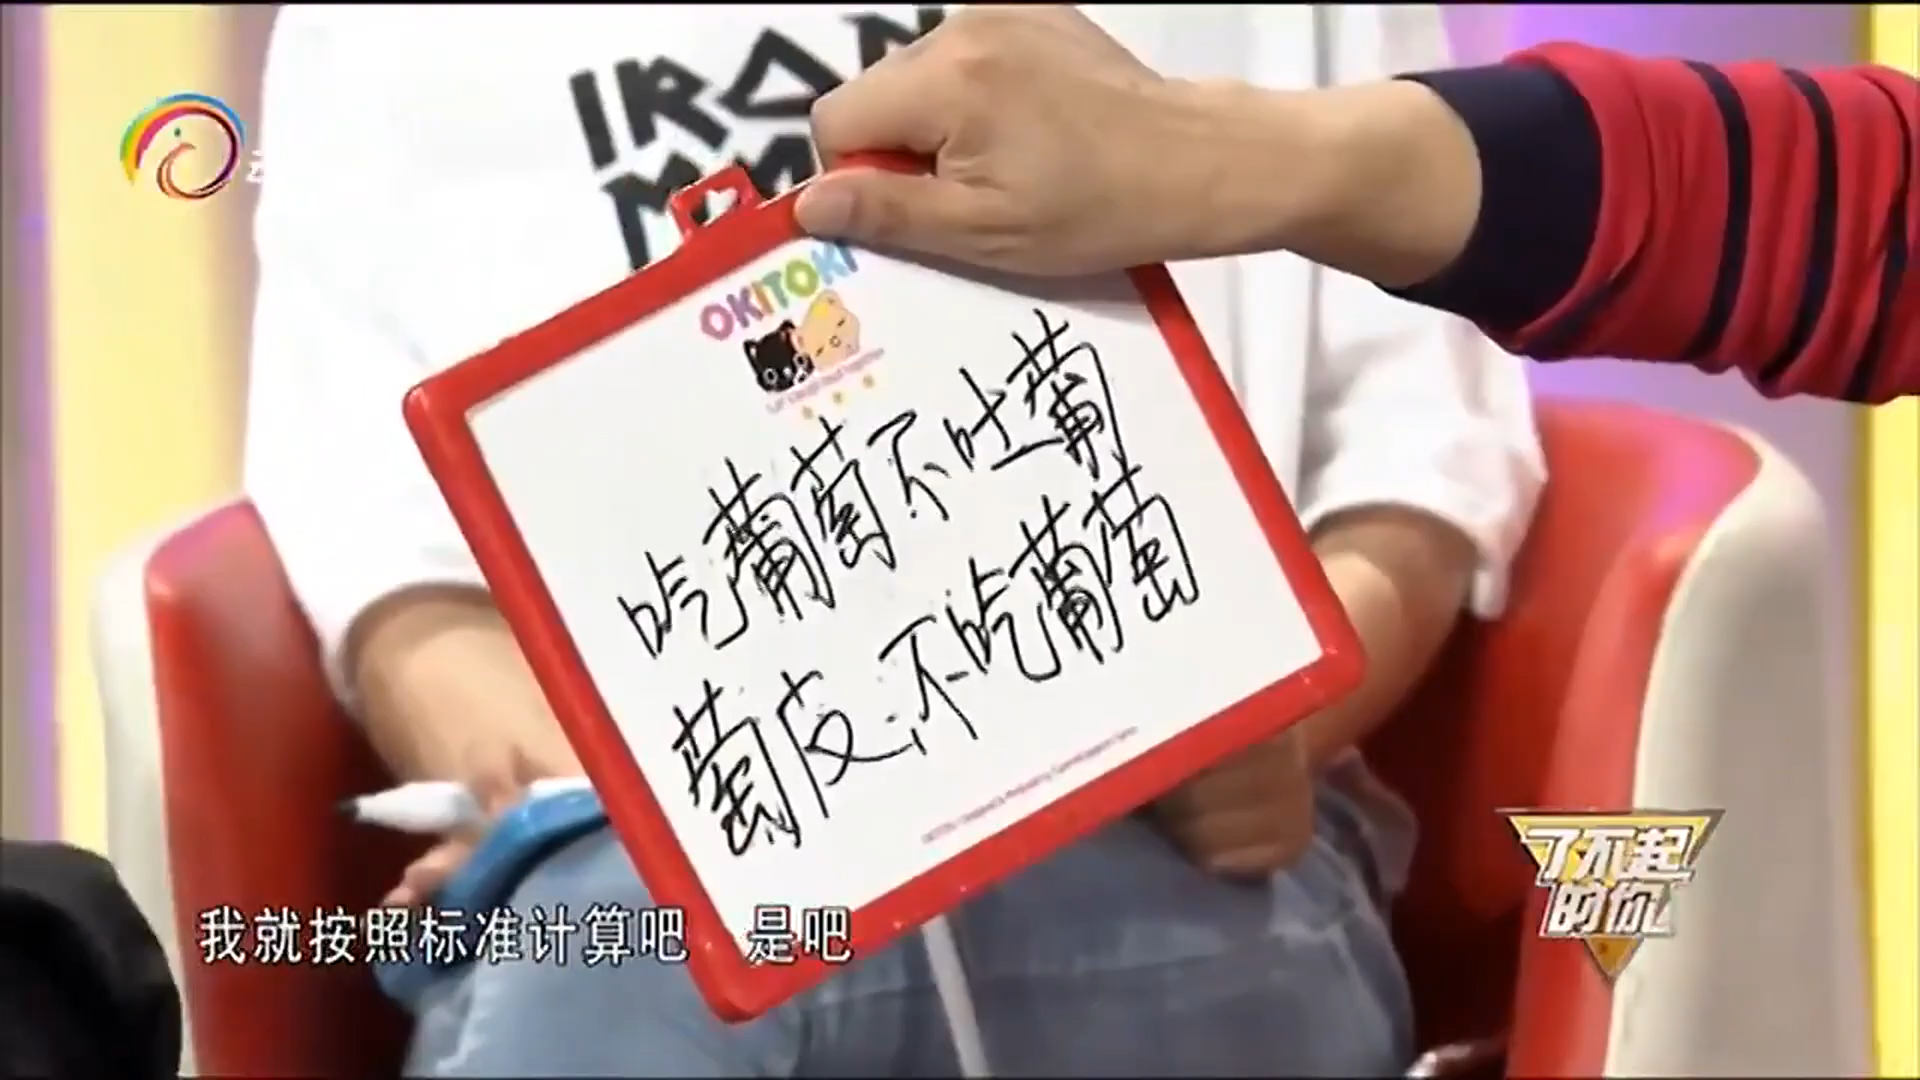 IRON
OKITOKI
吃葡萄不吐葡
萄皮,不吃葡萄
了不起
的你
我就按照标准计算吧 是吧